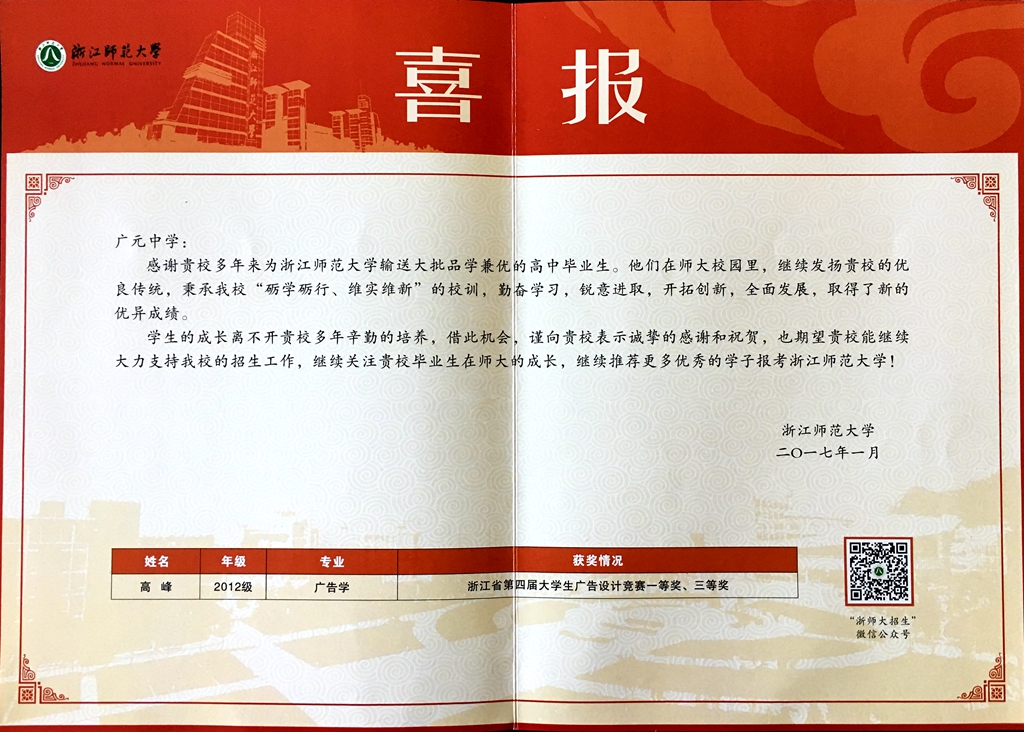 浙江师范大学
ZHEJIANG NORMAL UNIVERSITY
喜报
广元中学：
感谢贵校多年来为浙江师范大学输送大批品学兼优的高中毕业生。他们在师大校园里，继续发扬贵校的优
良传统，秉承我校“砺学砺行、维实维新”的校训，勤奋学习，锐意进取，开拓创新，全面发展，取得了新的
优异成绩。
学生的成长离不开贵校多年辛勤的培养，借此机会，谨向贵校表示诚挚的感谢和祝贺，也期望贵校能继续
大力支持我校的招生工作，继续关注贵校毕业生在师大的成长，继续推荐更多优秀的学子报考浙江师范大学！
浙江师范大学
二〇一七年一月
姓名 年级 专业 获奖情况
高 峰 2012级 广告学 浙江省第四届大学生广告设计竞赛一等奖、三等奖
“浙师大招生”
微信公众号